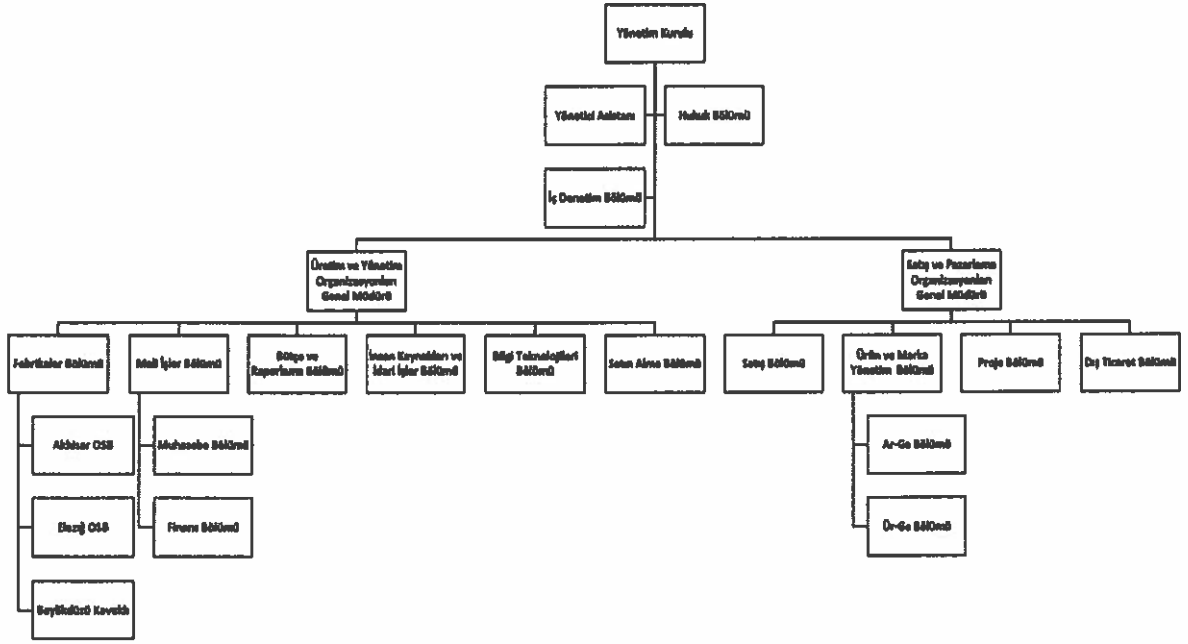 Yönetim Kurulu
Yönetici Asistanı
Hukuk Bölümü
İç Denetim Bölümü
Üretim ve Yönetim
Organizasyonları
Genel Müdürü
Satış ve Pazarlama
Organizasyonları
Genel Müdürü
Fabrikalar Bölümü
Mali İşler Bölümü
Bütçe ve
Raporlama Bölümü
İnsan Kaynakları ve
İdari İşler Bölümü
Bilgi Teknolojileri
Bölümü
Satın Alma Bölümü
Satış Bölümü
Ürün ve Marka
Yönetim Bölümü
Proje Bölümü
Dış Ticaret Bölümü
Akhisar OSB
Muhasebe Bölümü
Ar-Ge Bölümü
Elazığ OSB
Finans Bölümü
Ür-Ge Bölümü
Kavaklı